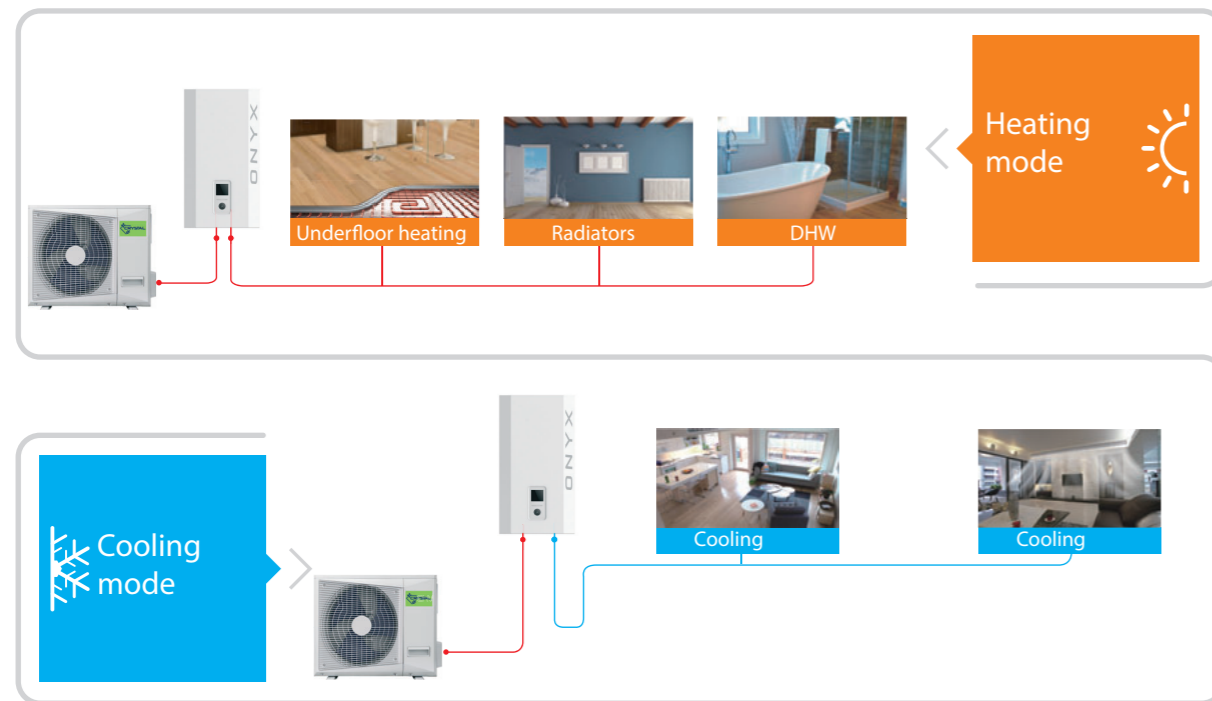 Heating
mode
ONYX
Underfloor heating
Radiators
DHW
Cooling
mode
ONYX
Cooling
Cooling